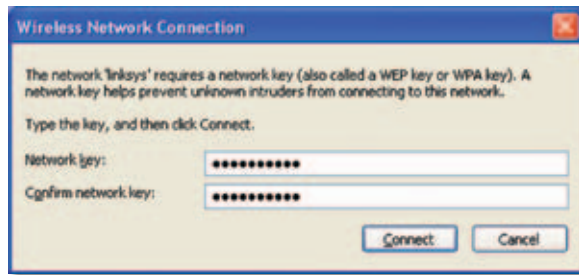 Wireless Network Connection
The network 'linksys' requires a network key (also called a WEP key or WPA key). A
network key helps prevent unknown intruders from connecting to this network.
Type the key, and then click Connect.
Network key: ••••••••••
Confirm network key: ••••••••••
Connect Cancel